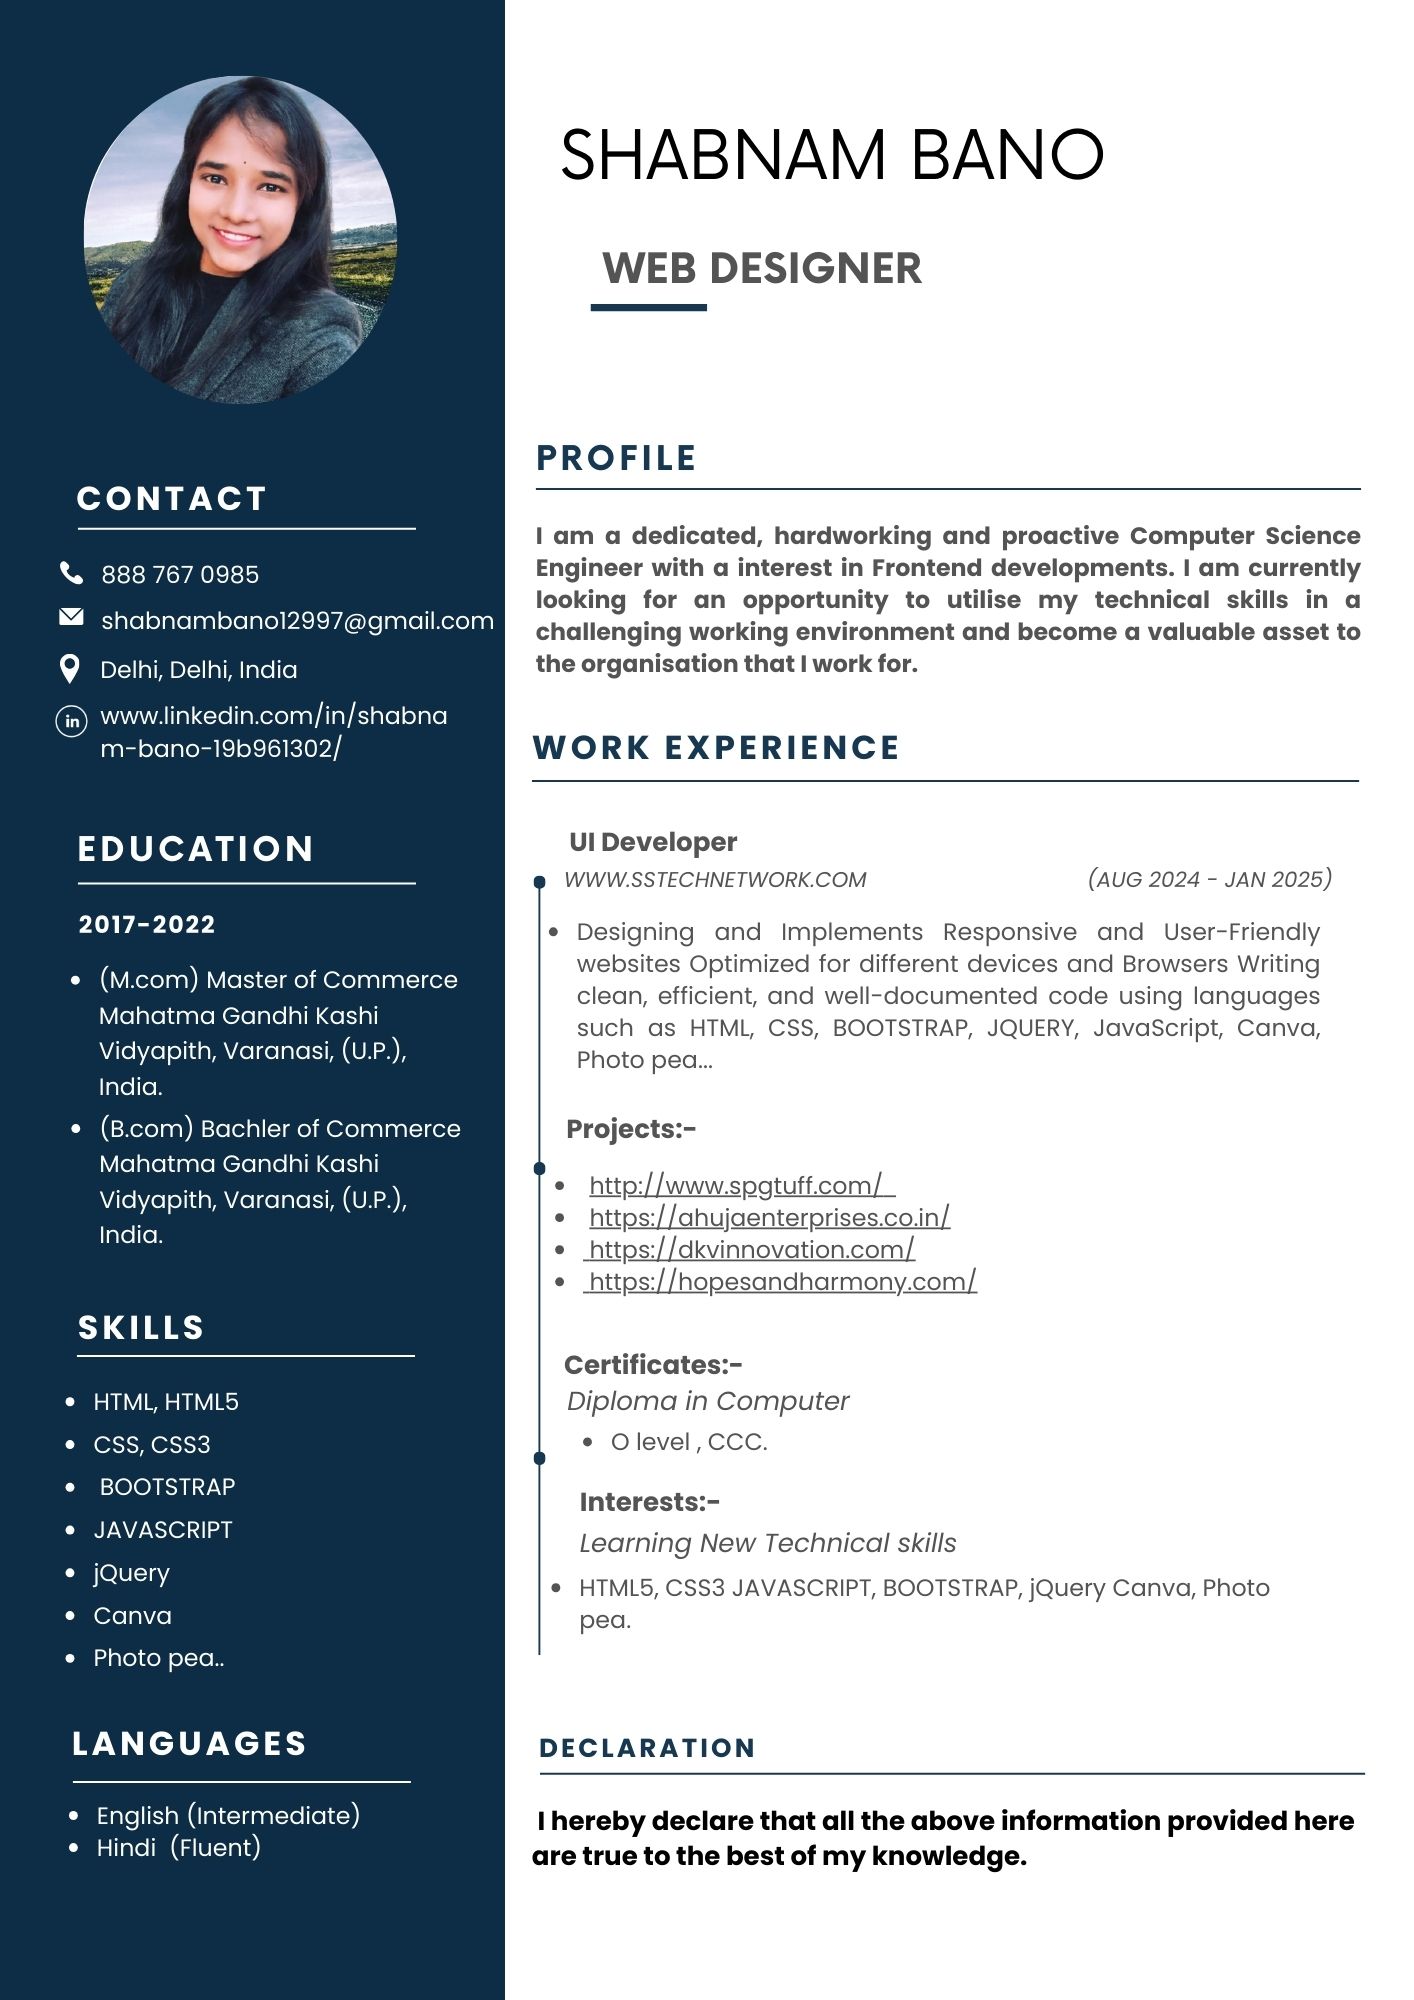 SHABNAM BANO
WEB DESIGNER
CONTACT
888 767 0985
shabnambano12997@gmail.com
Delhi, Delhi, India
in
www.linkedin.com/in/shabna
m-bano-19b961302/
EDUCATION
2017-2022
• (M.com) Master of Commerce
Mahatma Gandhi Kashi
Vidyapith, Varanasi, (U.P.),
India.
• (B.com) Bachler of Commerce
Mahatma Gandhi Kashi
Vidyapith, Varanasi, (U.P.),
India.
SKILLS
• HTML, HTML5
• CSS, CSS3
• BOOTSTRAP
• JAVASCRIPT
• jQuery
• Canva
• Photo pea..
LANGUAGES
• English (Intermediate)
• Hindi (Fluent)
PROFILE
I am a dedicated, hardworking and proactive Computer Science
Engineer with a interest in Frontend developments. I am currently
looking for an opportunity to utilise my technical skills in a
challenging working environment and become a valuable asset to
the organisation that I work for.
WORK EXPERIENCE
UI Developer
WWW.SSTECHNETWORK.COM (AUG 2024 - JAN 2025)
• Designing and Implements Responsive and User-Friendly
websites Optimized for different devices and Browsers Writing
clean, efficient, and well-documented code using languages
such as HTML, CSS, BOOTSTRAP, JQUERY, JavaScript, Canva,
Photo pea...
Projects:-
• http://www.spgtuff.com/
• https://ahujaenterprises.co.in/
• https://dkvinnovation.com/
• https://hopesandharmony.com/
Certificates:-
Diploma in Computer
• O level , CCC.
Interests:-
Learning New Technical skills
• HTML5, CSS3 JAVASCRIPT, BOOTSTRAP, jQuery Canva, Photo
pea.
DECLARATION
I hereby declare that all the above information provided here
are true to the best of my knowledge.